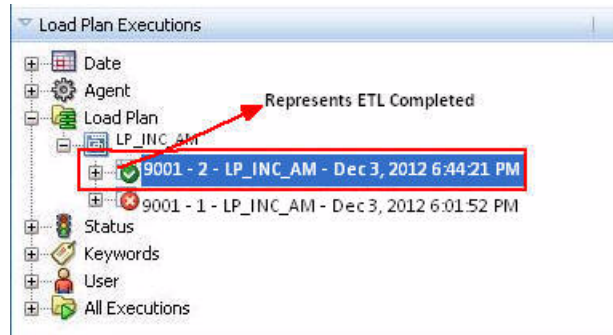 Load Plan Executions
Date
Agent
Represents ETL Completed
Load Plan
LP_INC_AM
9001 - 2 - LP_INC_AM - Dec 3, 2012 6:44:21 PM
9001 - 1 - LP_INC_AM - Dec 3, 2012 6:01:52 PM
Status
Keywords
User
All Executions